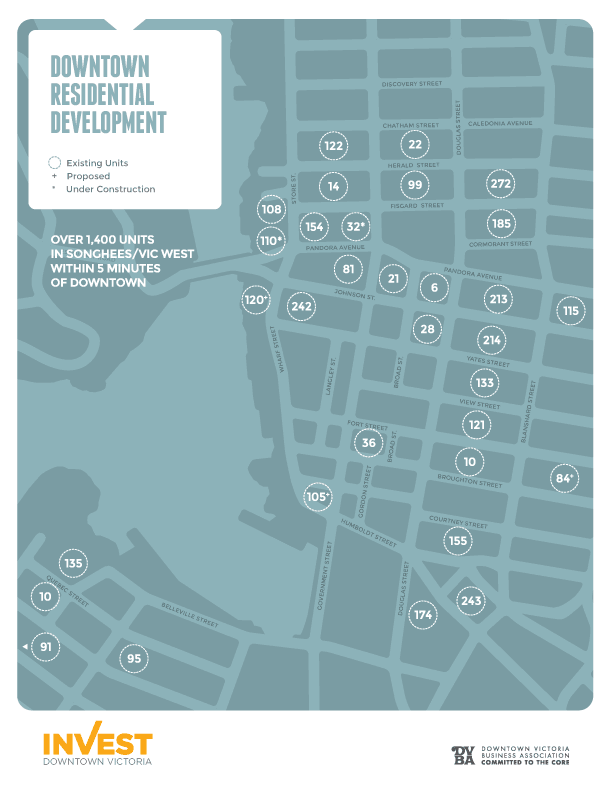 DOWNTOWN
RESIDENTIAL
DEVELOPMENT
Existing Units
+ Proposed
* Under Construction
OVER 1,400 UNITS
IN SONGHEES/VIC WEST
WITHIN 5 MINUTES
OF DOWNTOWN
DISCOVERY STREET
CHATHAM STREET
DOUGLAS STREET
CALEDONIA AVENUE
122
22
HERALD STREET
STORE ST.
14
99
272
FISGARD STREET
108
110*
154
32*
185
PANDORA AVENUE
CORMORANT STREET
81
21
6
PANDORA AVENUE
JOHNSON ST.
120+
242
213
115
28
214
WHARF STREET
LANGLEY ST.
BROAD ST.
YATES STREET
133
VIEW STREET
BLANSHARD STREET
121
FORT STREET
36
BROAD ST.
10
BROUGHTON STREET
84+
GORDON STREET
105+
HUMBOLDT STREET
COURTNEY STREET
155
GOVERNMENT STREET
DOUGLAS STREET
174
243
135
QUEBEC STREET
10
BELLEVILLE STREET
91
95
INVEST
DOWNTOWN VICTORIA
DV
BA
DOWNTOWN VICTORIA
BUSINESS ASSOCIATION
COMMITTED TO THE CORE